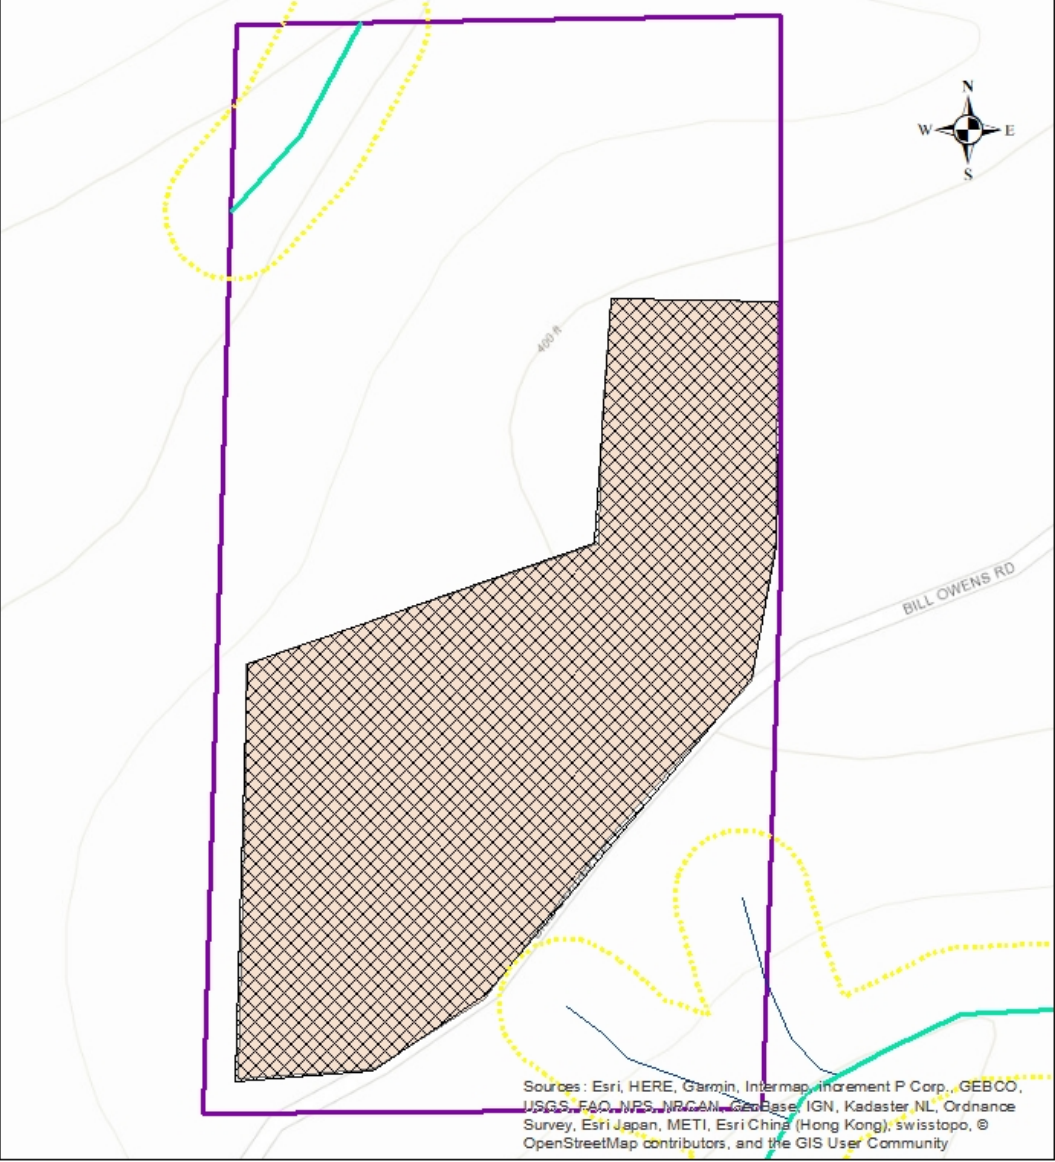 N
W E
S
400 ft
BILL OWENS RD
Sources: Esri, HERE, Garmin, Intermap, increment P Corp., GEBCO,
USGS, FAO, NPS, NRCAN, GeoBase, IGN, Kadaster NL, Ordnance
Survey, Esri Japan, METI, Esri China (Hong Kong), swisstopo, ©
OpenStreetMap contributors, and the GIS User Community